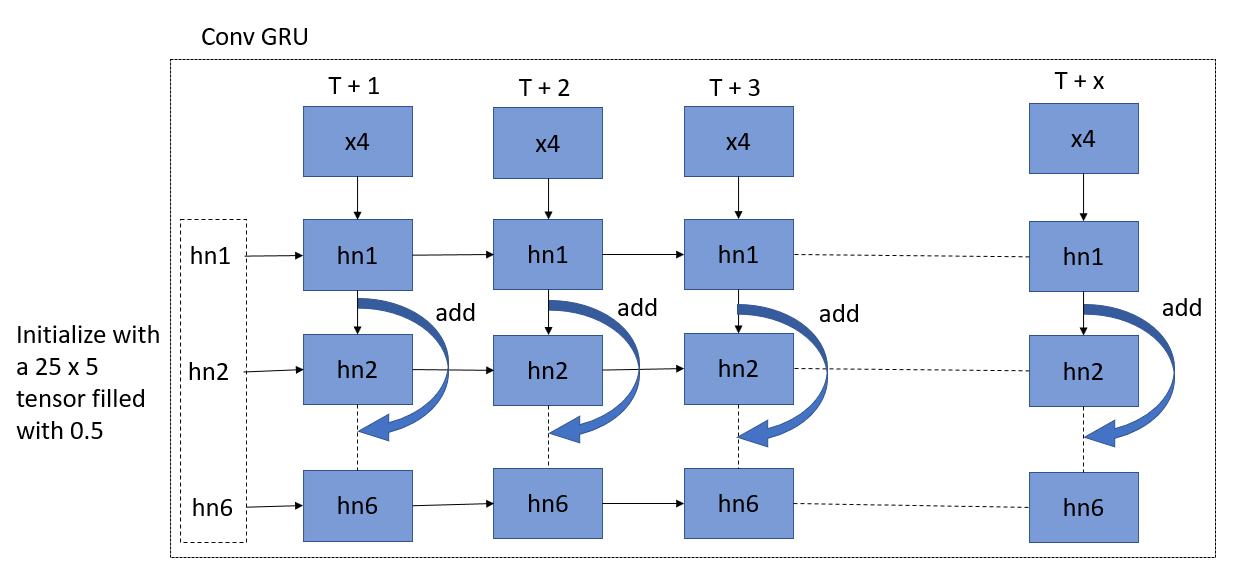 Conv GRU
T + 1
T + 2
T + 3
T + x
x4
x4
x4
x4
hn1
hn1
hn1
hn1
hn1
add
add
add
add
Initialize with
a 25 x 5
tensor filled
with 0.5
hn2
hn2
hn2
hn2
hn2
hn6
hn6
hn6
hn6
hn6